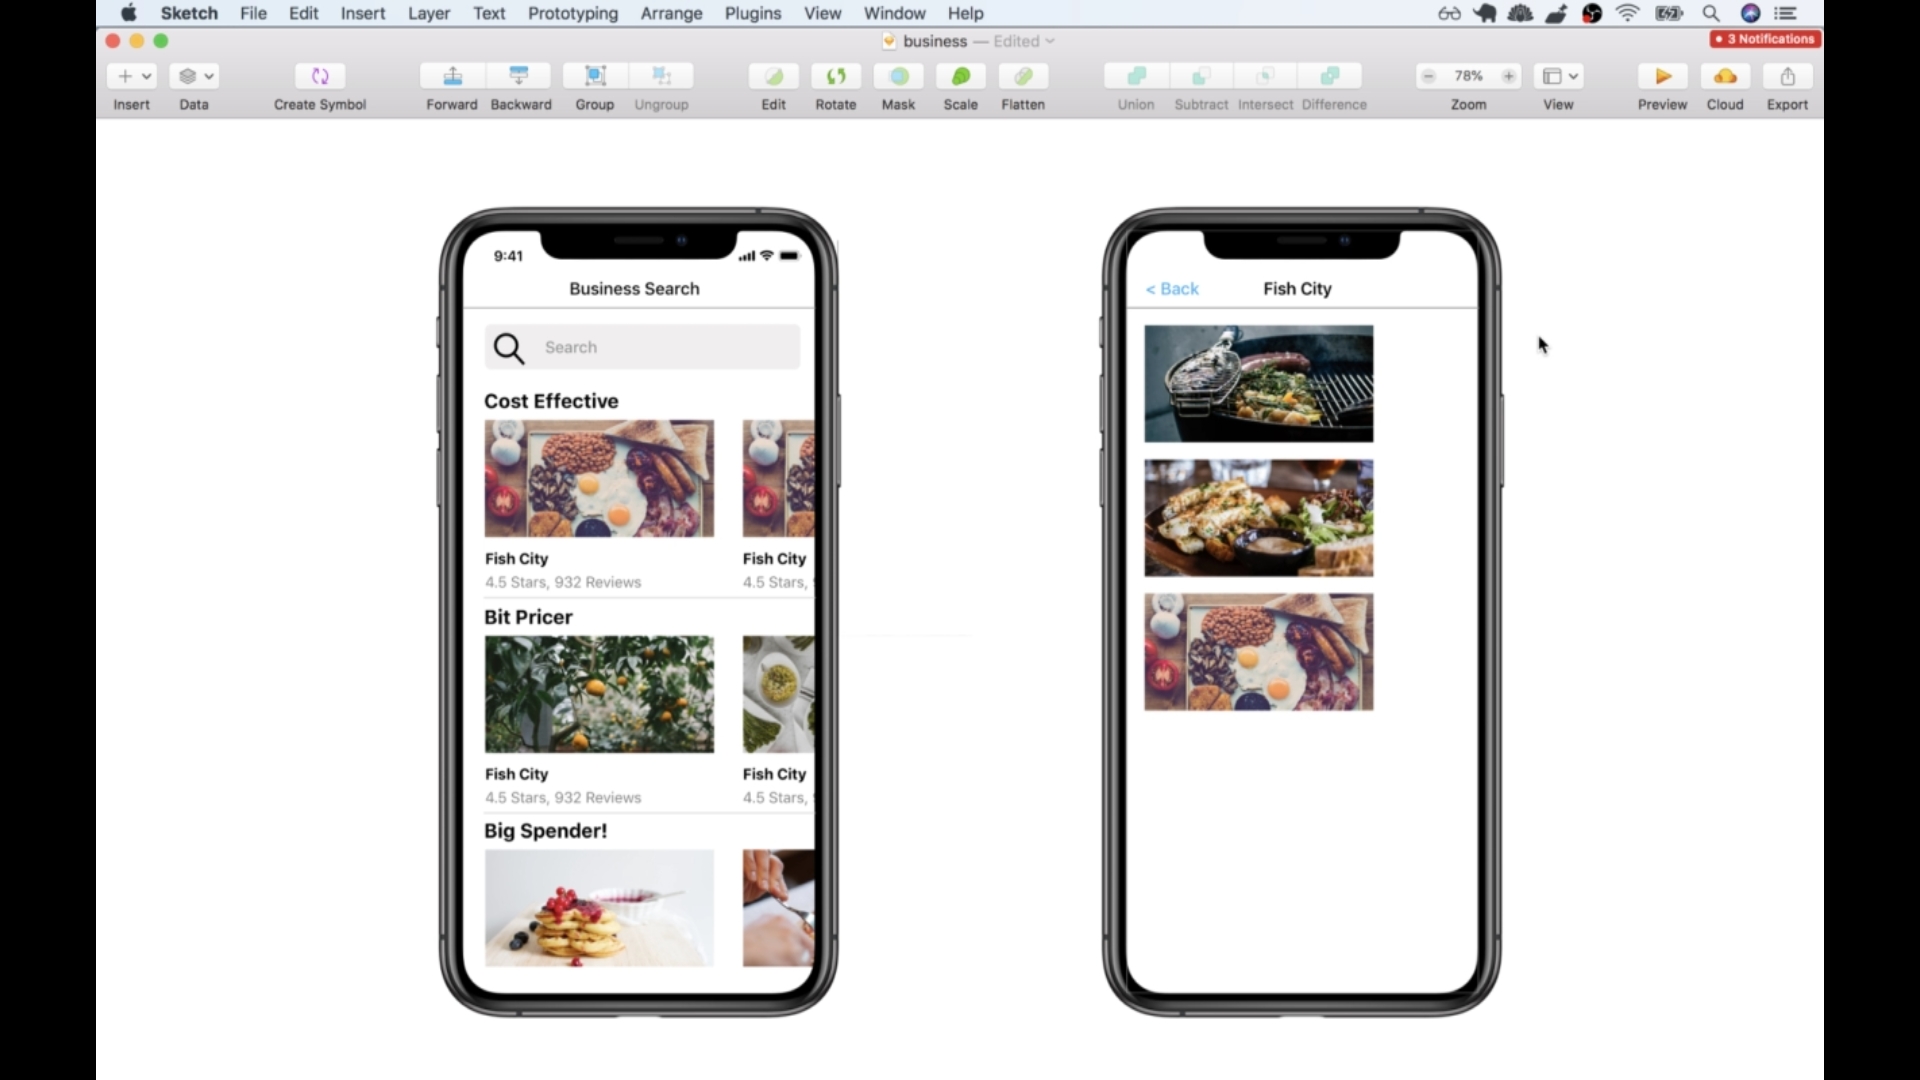 Sketch File Edit Insert Layer Text Prototyping Arrange Plugins View Window Help
business — Edited
3 Notifications
78%
Insert Data Create Symbol Forward Backward Group Ungroup Edit Rotate Mask Scale Flatten Union Subtract Intersect Difference Zoom View Preview Cloud Export
9:41
Business Search
Search
Cost Effective
Fish City Fish City
4.5 Stars, 932 Reviews 4.5 Stars,
Bit Pricer
Fish City Fish City
4.5 Stars, 932 Reviews 4.5 Stars,
Big Spender!
< Back Fish City